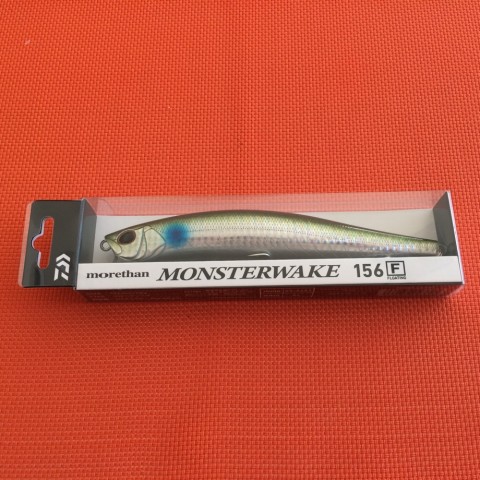 morethan MONSTERWAKE 156 F
FLOATING